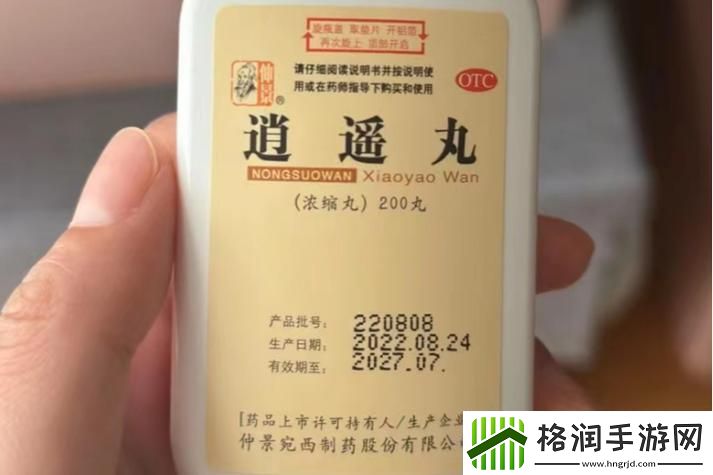 旋瓶盖 取垫片 开铝箔
再次旋上 顶部开启
请仔细阅读说明书并按说明使
用或在药师指导下购买和使用
OTC
仲景®
逍遥丸
NONGSUOWAN Xiaoyao Wan
(浓缩丸) 200丸
产品批号: 220808
生产日期: 2022.08.24
有效期至: 2027.07.
[药品上市许可持有人/生产企业
仲景宛西制药股份有限公
格润手游网
www.hngrjd.com